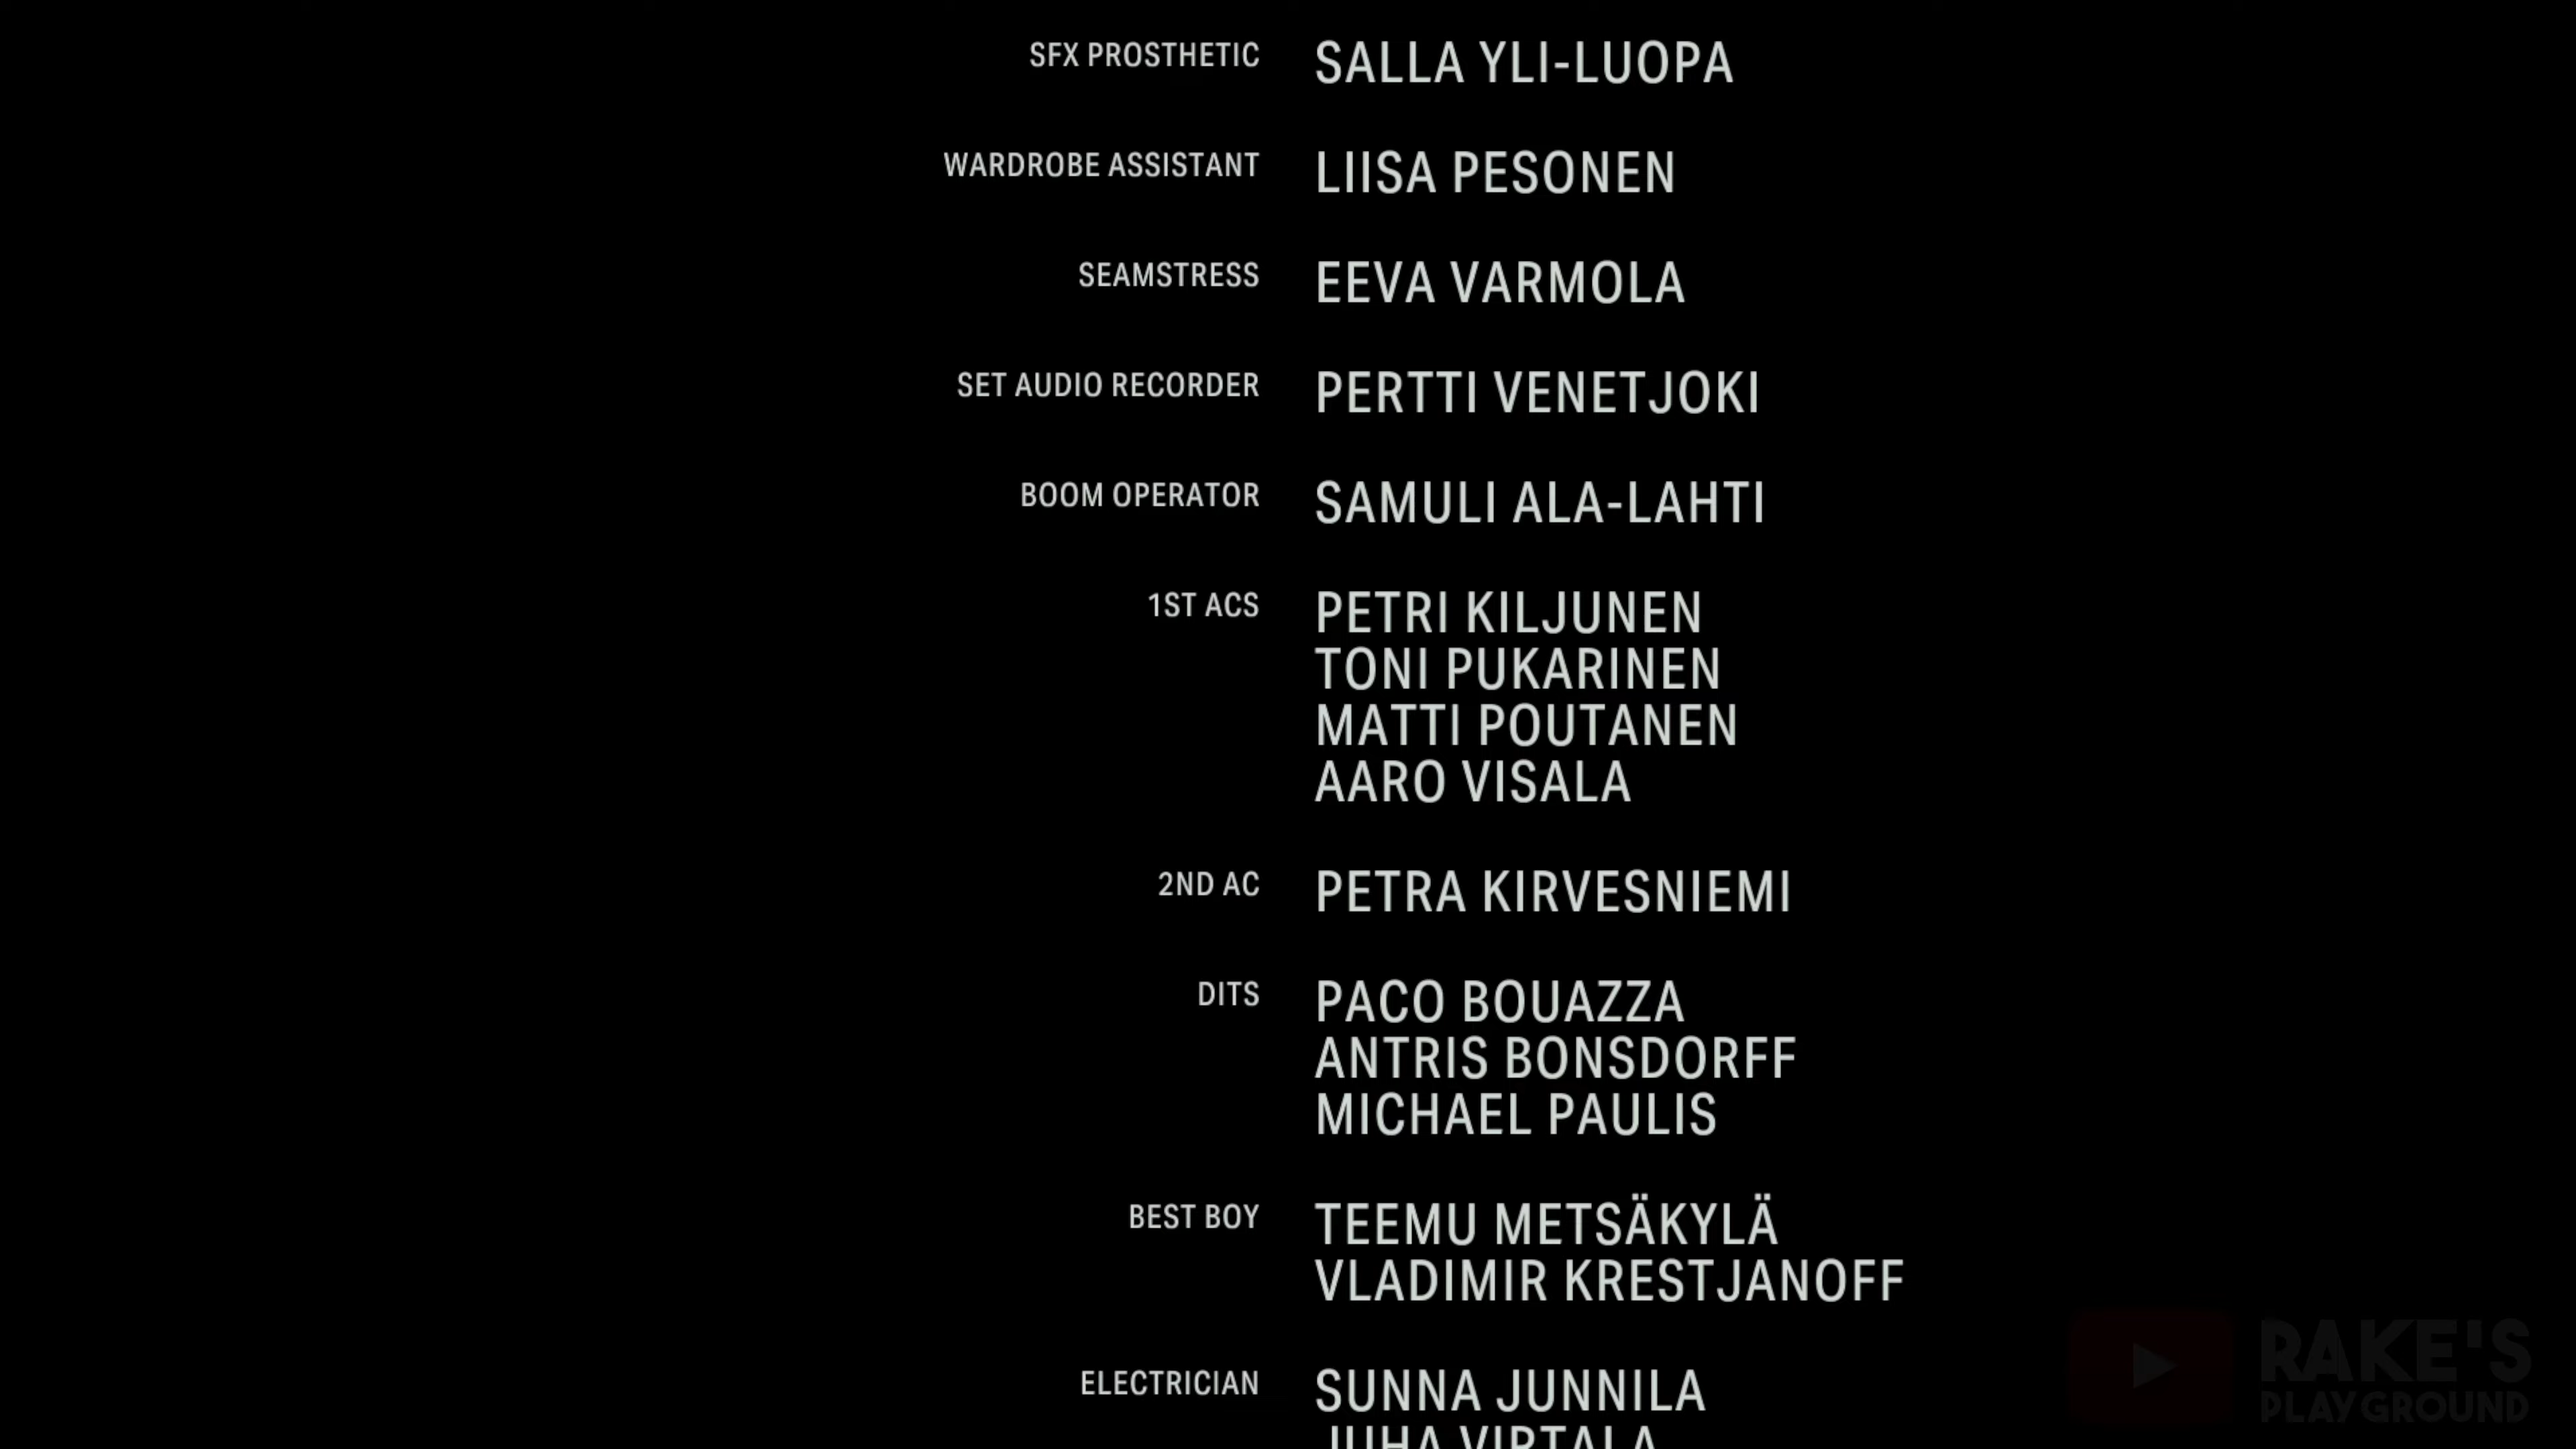 SFX PROSTHETIC SALLA YLI-LUOPA
WARDROBE ASSISTANT LIISA PESONEN
SEAMSTRESS EEVA VARMOLA
SET AUDIO RECORDER PERTTI VENETJOKI
BOOM OPERATOR SAMULI ALA-LAHTI
1ST ACS PETRI KILJUNEN
TONI PUKARINEN
MATTI POUTANEN
AARO VISALA
2ND AC PETRA KIRVESNIEMI
DITS PACO BOUAZZA
ANTRIS BONSDORFF
MICHAEL PAULIS
BEST BOY TEEMU METSÄKYLÄ
VLADIMIR KRESTJANOFF
ELECTRICIAN SUNNA JUNNILA
JUHA VIRTALA
RAKE'S
PLAYGROUND